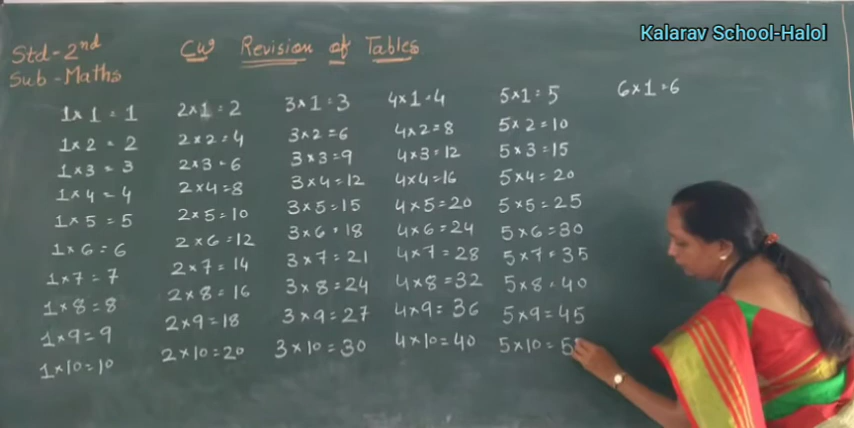 Kalarav School-Halol
Std-2nd
CW Revision of Tables
Sub-Maths
1x1=1
1x2=2
1x3=3
1x4=4
1x5=5
1x6=6
1x7=7
1x8=8
1x9=9
1x10=10
2x1=2
2x2=4
2x3=6
2x4=8
2x5=10
2x6=12
2x7=14
2x8=16
2x9=18
2x10=20
3x1=3
3x2=6
3x3=9
3x4=12
3x5=15
3x6=18
3x7=21
3x8=24
3x9=27
3x10=30
4x1=4
4x2=8
4x3=12
4x4=16
4x5=20
4x6=24
4x7=28
4x8=32
4x9=36
4x10=40
5x1=5
5x2=10
5x3=15
5x4=20
5x5=25
5x6=30
5x7=35
5x8=40
5x9=45
5x10=5
6x1=6